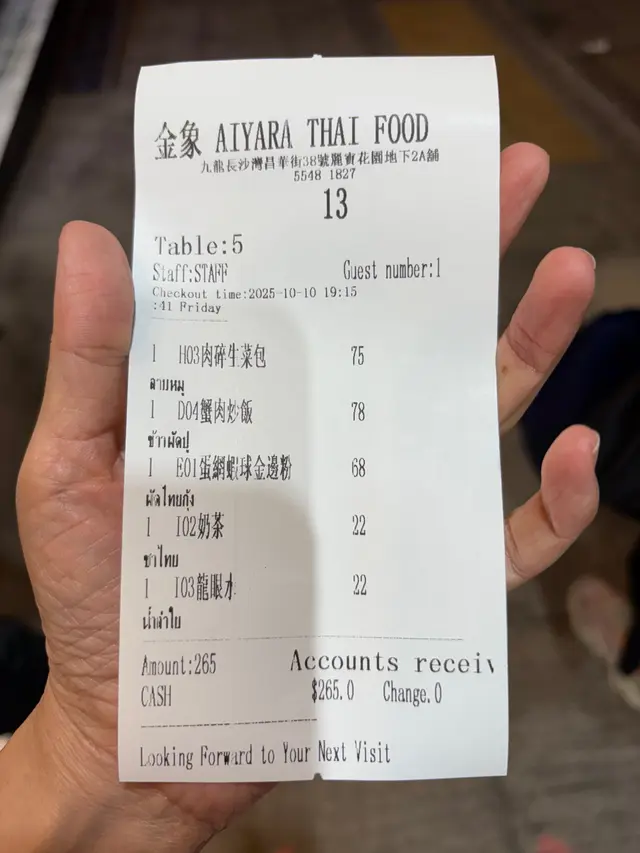 金象 AIYARA THAI FOOD
九龍長沙灣昌華街38號麗寶花園地下2A舖
5548 1827
13
Table:5
Staff:STAFF Guest number:1
Checkout time:2025-10-10 19:15
:41 Friday
1 H03肉碎生菜包 75
ลาบหมู
1 D04蟹肉炒飯 78
ข้าวผัดปู
1 E01蛋網蝦球金邊粉 68
ผัดไทยกุ้ง
1 I02奶茶 22
ชาไทย
1 I03龍眼水 22
น้ำลำใย
Amount:265 Accounts receiv
CASH $265.0 Change.0
Looking Forward to Your Next Visit